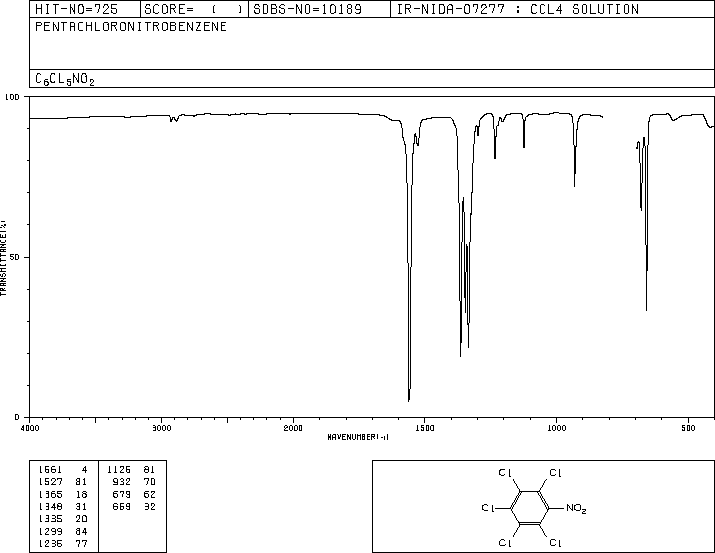 HIT-NO=725 SCORE= ( ) SDBS-NO=10189 IR-NIDA-07277 : CCL4 SOLUTION
PENTACHLORONITROBENZENE
C6CL5NO2
100
50
0
TRANSMITTANCE(%)
4000 3000 2000 1500 1000 500
WAVENUMBER(-1)
1561 4 1126 81
1527 81 932 70
1365 18 679 62
1348 31 659 32
1335 20
1299 84
1235 77
Cl Cl
Cl NO2
Cl Cl